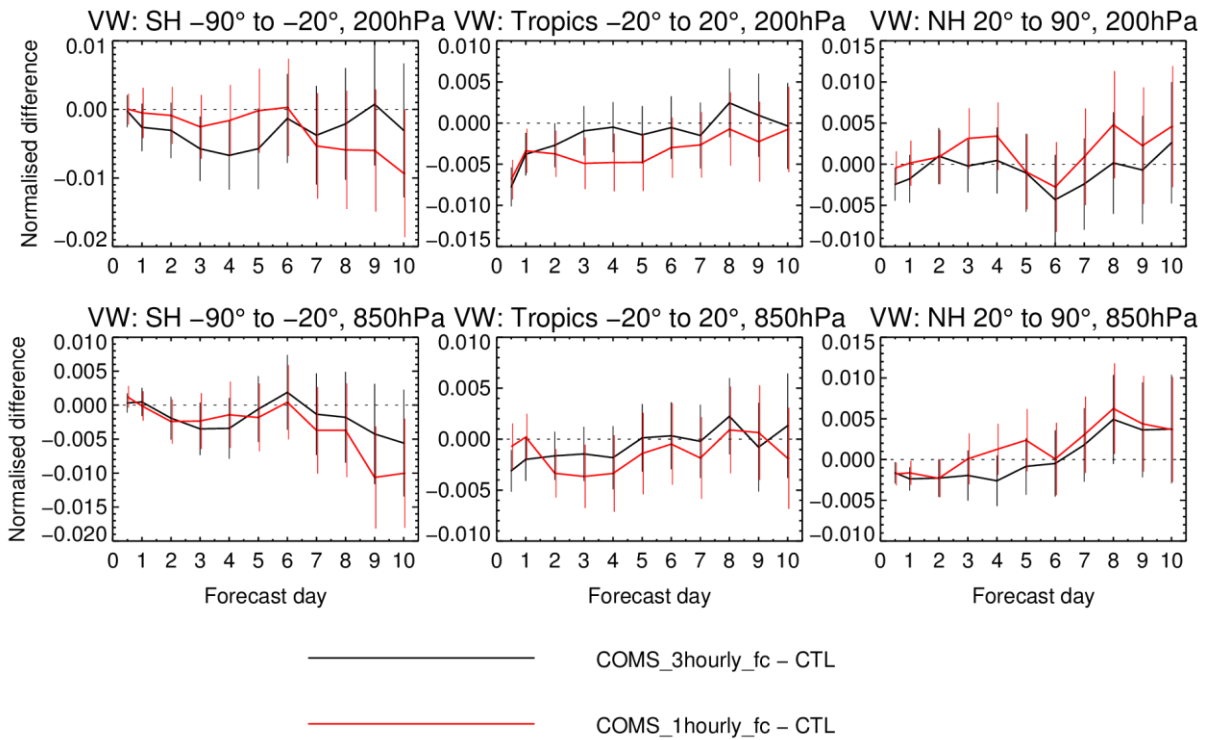 VW: SH −90° to −20°, 200hPa VW: Tropics −20° to 20°, 200hPa VW: NH 20° to 90°, 200hPa
0.01
0.00
−0.01
−0.02
0.010
0.005
0.000
−0.005
−0.010
−0.015
0.015
0.010
0.005
0.000
−0.005
−0.010
Normalised difference
0 1 2 3 4 5 6 7 8 9 10
0 1 2 3 4 5 6 7 8 9 10
0 1 2 3 4 5 6 7 8 9 10
VW: SH −90° to −20°, 850hPa VW: Tropics −20° to 20°, 850hPa VW: NH 20° to 90°, 850hPa
0.010
0.005
0.000
−0.005
−0.010
−0.015
−0.020
0.010
0.005
0.000
−0.005
−0.010
0.015
0.010
0.005
0.000
−0.005
−0.010
Normalised difference
0 1 2 3 4 5 6 7 8 9 10
0 1 2 3 4 5 6 7 8 9 10
0 1 2 3 4 5 6 7 8 9 10
Forecast day Forecast day Forecast day
COMS_3hourly_fc − CTL
COMS_1hourly_fc − CTL